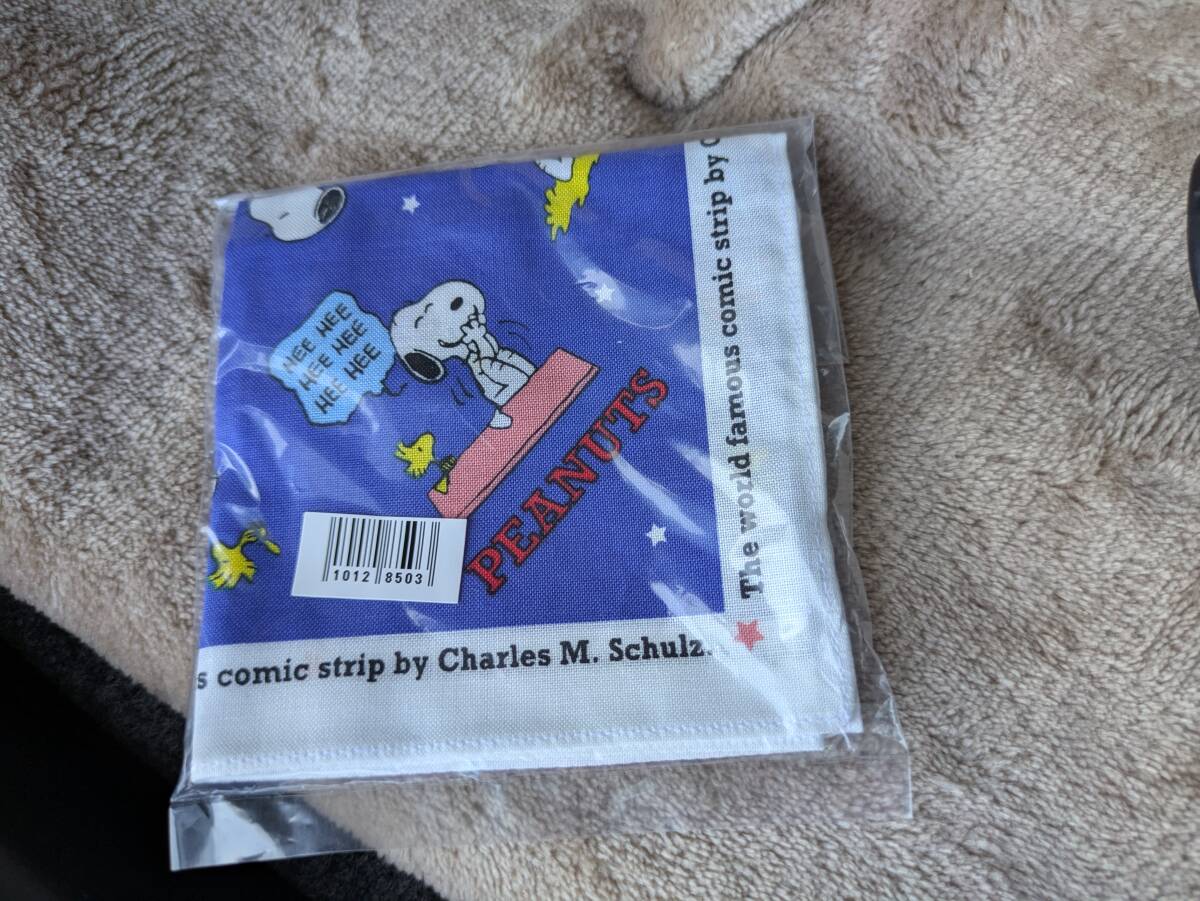 HEE HEE
HEE HEE
HEE HEE
PEANUTS
1012 8503
s comic strip by Charles M. Schulz.
The world famous comic strip by C